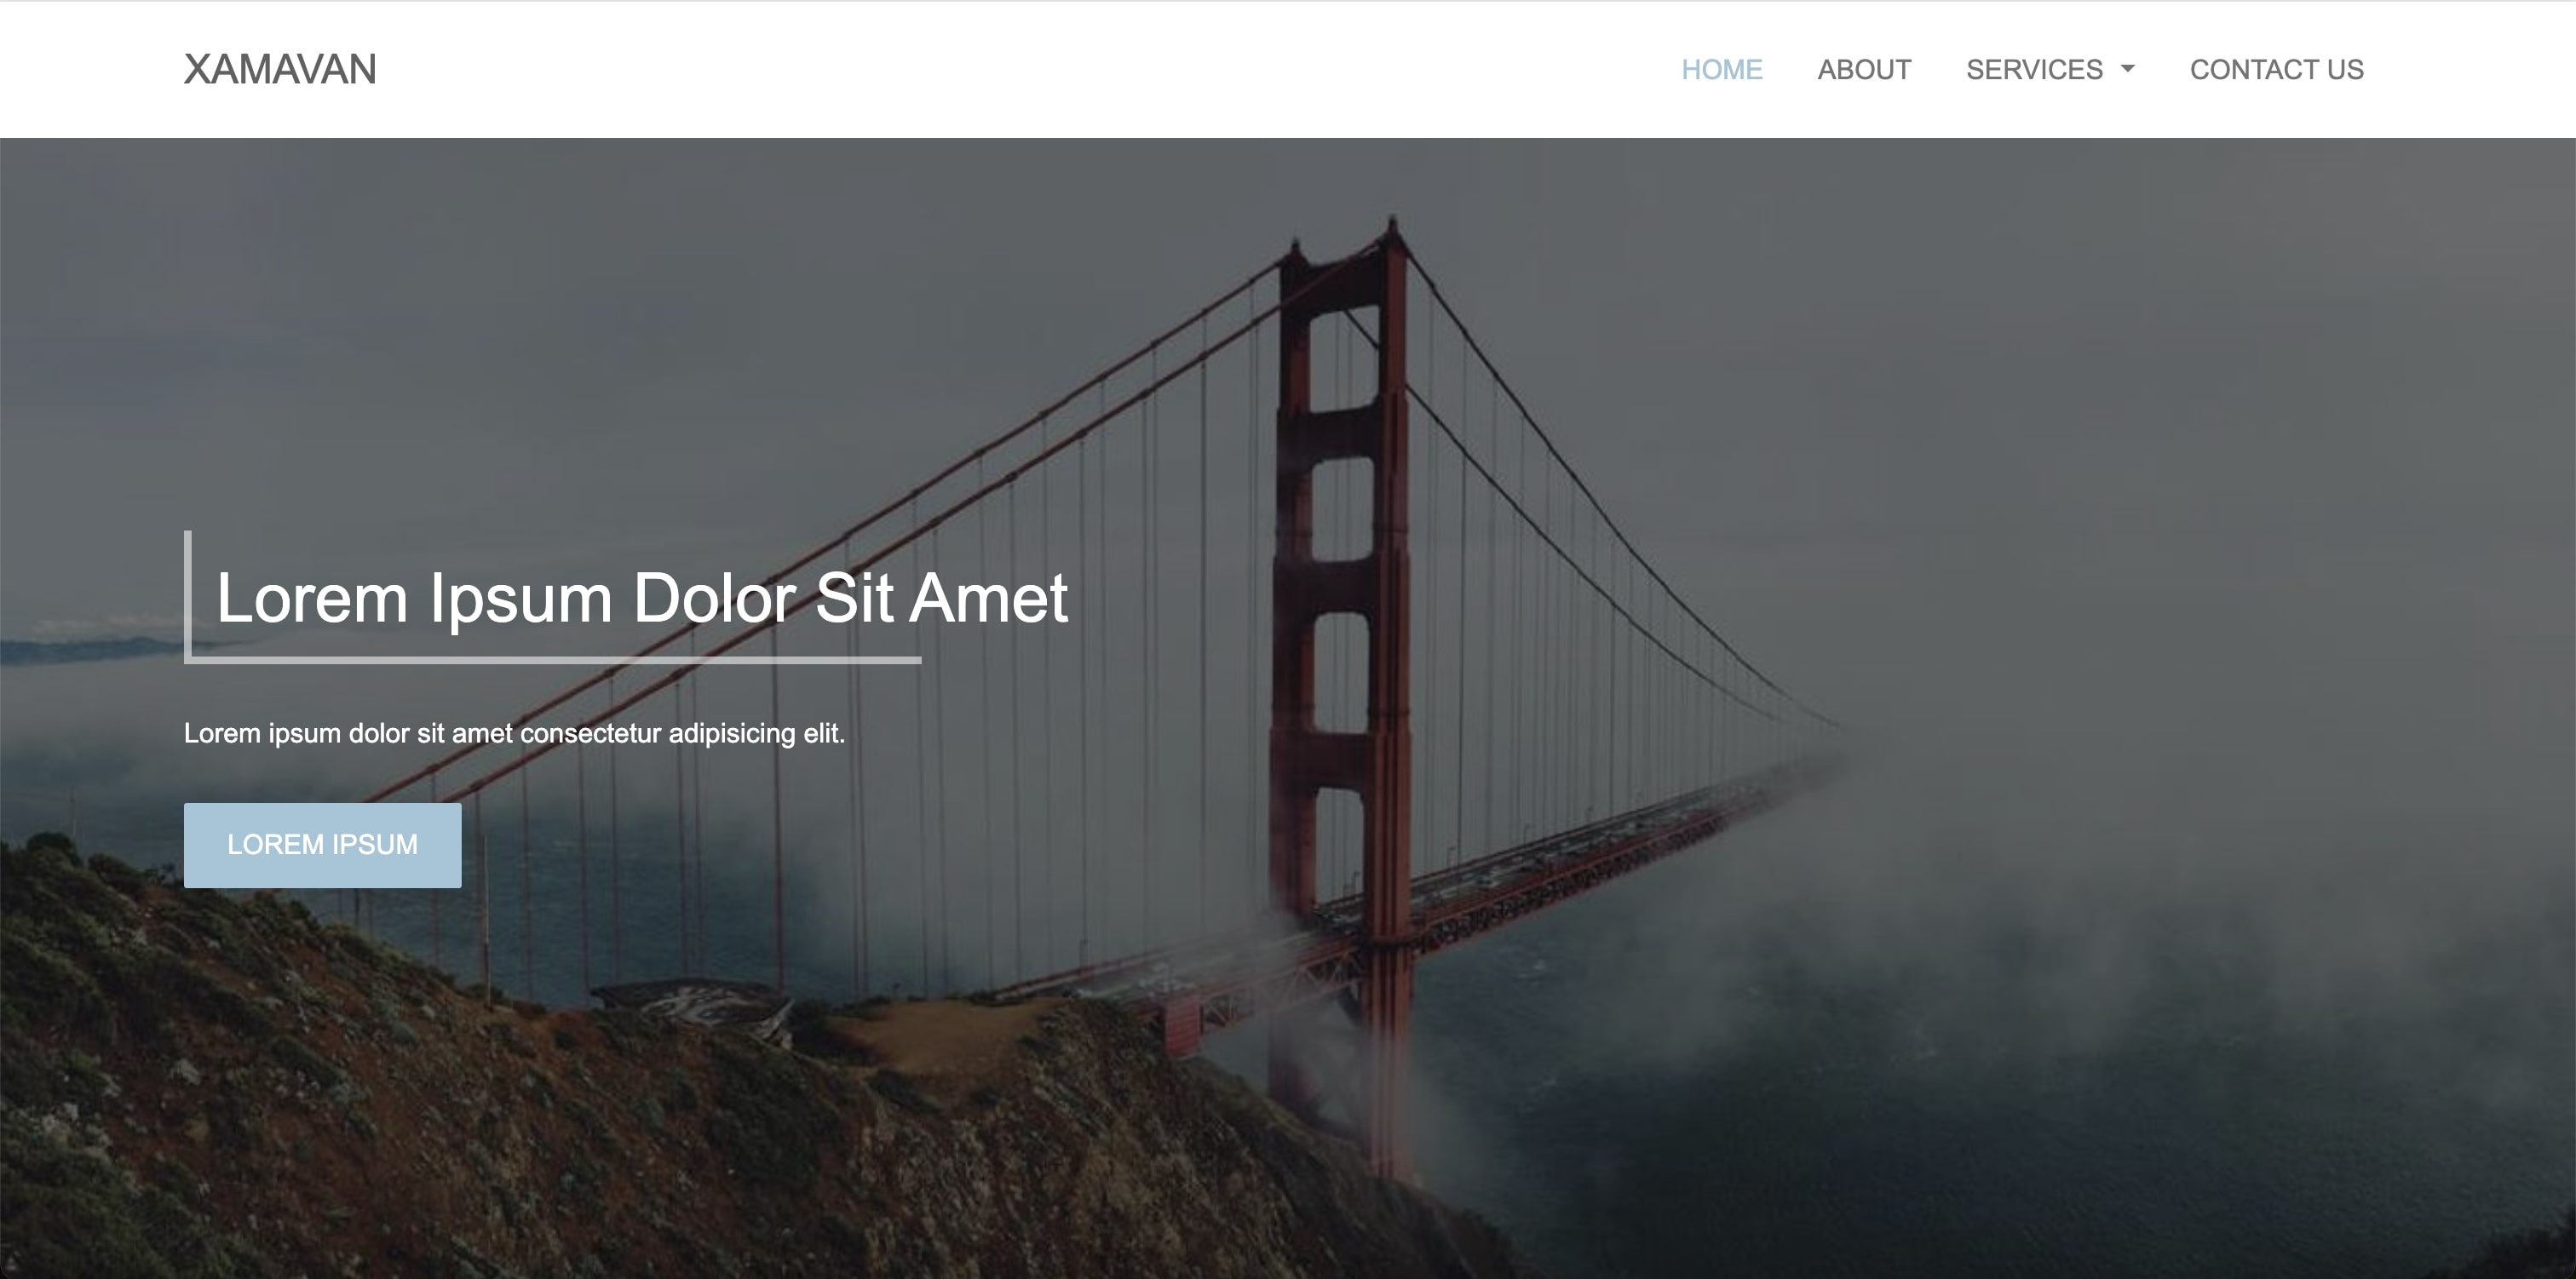 XAMAVAN
HOME ABOUT SERVICES CONTACT US
Lorem Ipsum Dolor Sit Amet
Lorem ipsum dolor sit amet consectetur adipisicing elit.
LOREM IPSUM